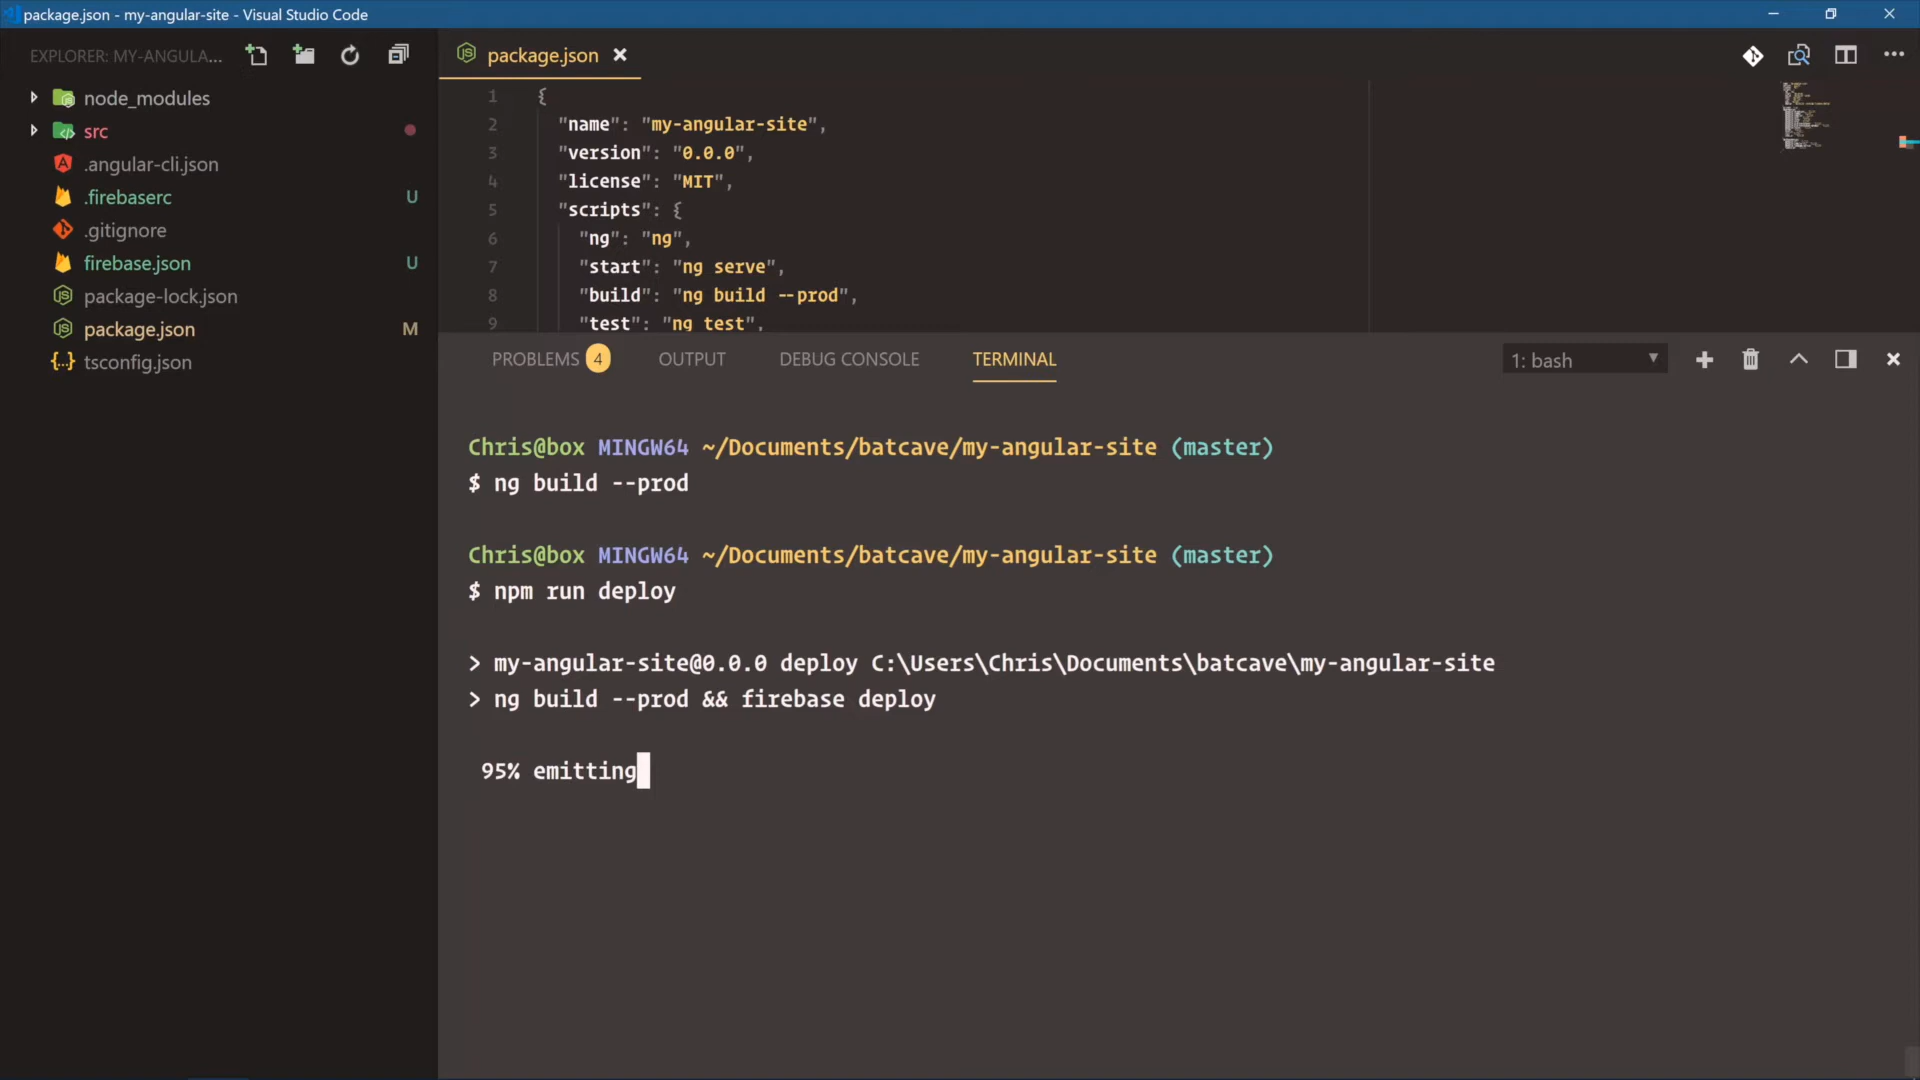 package.json - my-angular-site - Visual Studio Code
EXPLORER: MY-ANGULA...
node_modules
src
.angular-cli.json
.firebaserc U
.gitignore
firebase.json U
package-lock.json
package.json M
tsconfig.json
package.json
1 {
2 "name": "my-angular-site",
3 "version": "0.0.0",
4 "license": "MIT",
5 "scripts": {
6 "ng": "ng",
7 "start": "ng serve",
8 "build": "ng build --prod",
9 "test": "ng test",
PROBLEMS 4 OUTPUT DEBUG CONSOLE TERMINAL 1: bash
Chris@box MINGW64 ~/Documents/batcave/my-angular-site (master)
$ ng build --prod
Chris@box MINGW64 ~/Documents/batcave/my-angular-site (master)
$ npm run deploy
> my-angular-site@0.0.0 deploy C:\Users\Chris\Documents\batcave\my-angular-site
> ng build --prod && firebase deploy
95% emitting